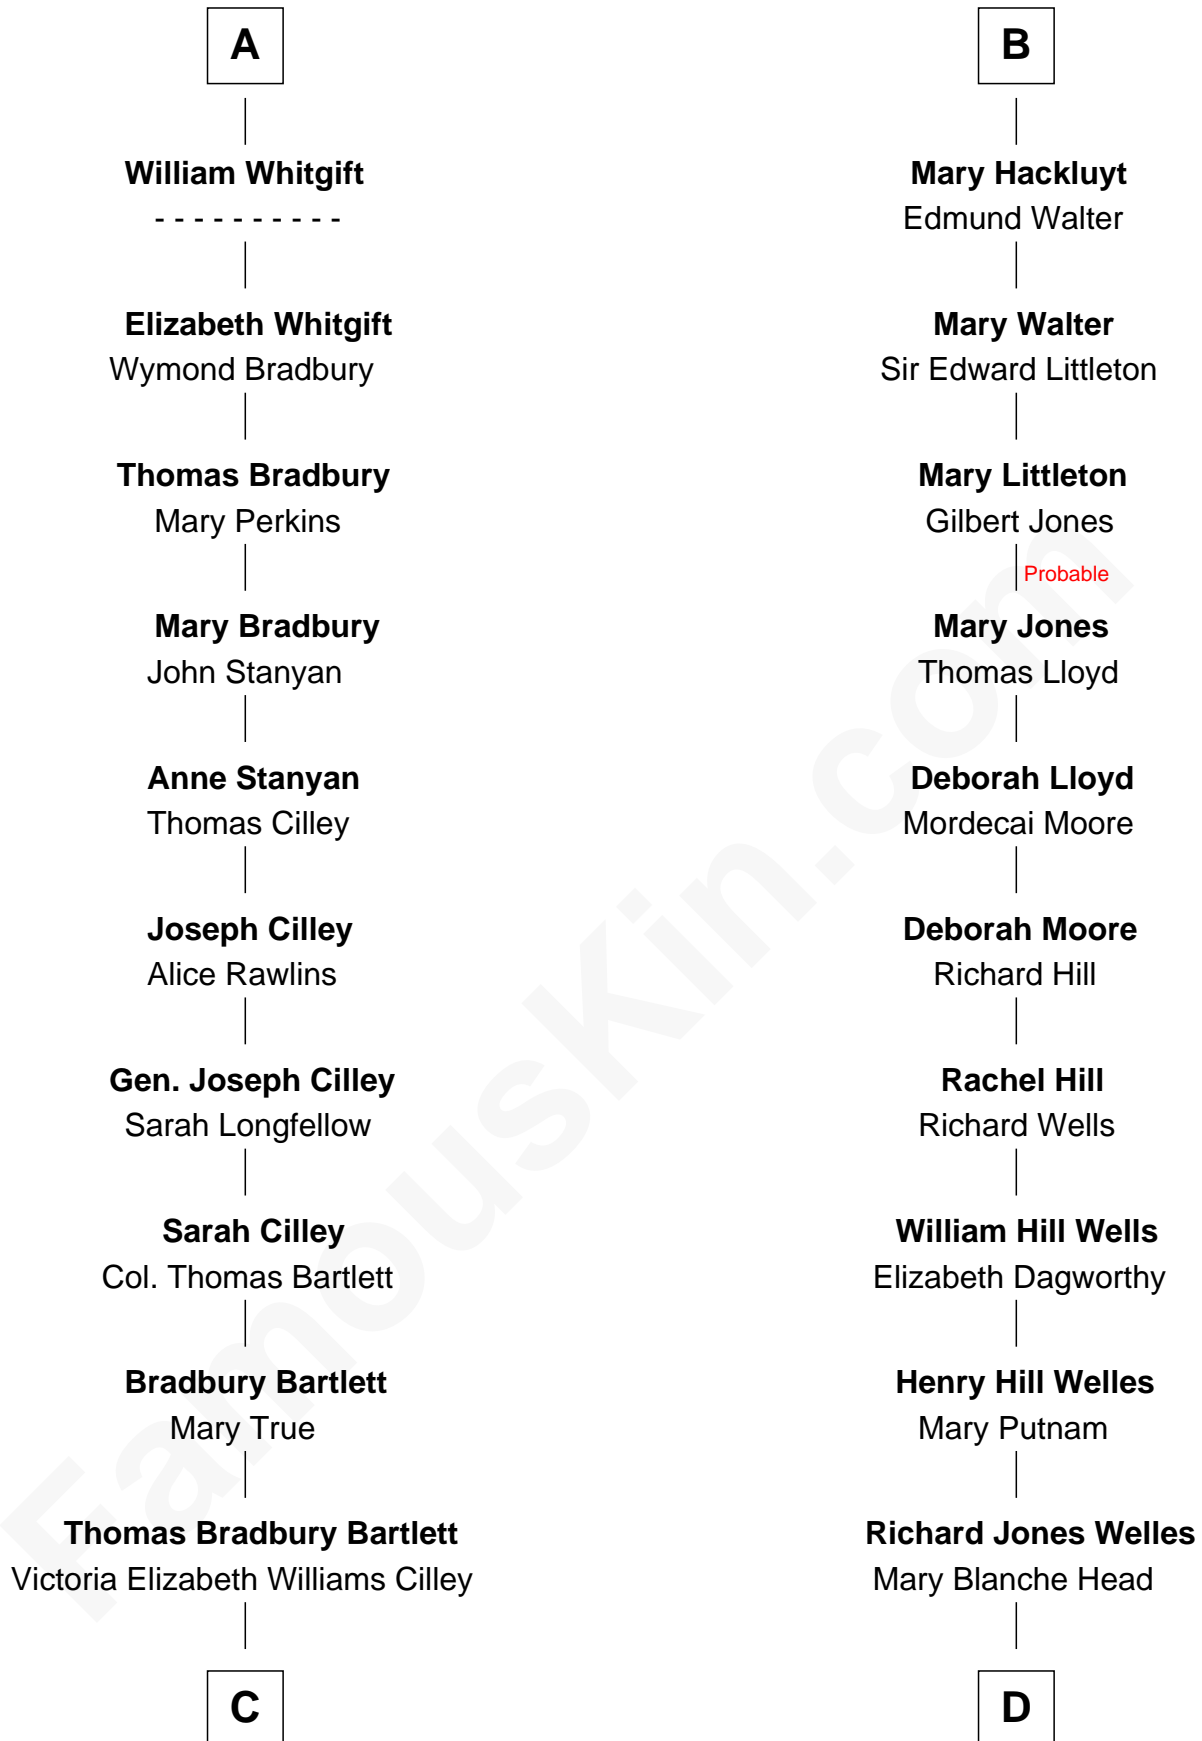 A
William Whitgift
- - - - - - - - - -
Elizabeth Whitgift
Wymond Bradbury
Thomas Bradbury
Mary Perkins
Mary Bradbury
John Stanyan
Anne Stanyan
Thomas Cilley
Joseph Cilley
Alice Rawlins
Gen. Joseph Cilley
Sarah Longfellow
Sarah Cilley
Col. Thomas Bartlett
Bradbury Bartlett
Mary True
Thomas Bradbury Bartlett
Victoria Elizabeth Williams Cilley
C
B
Mary Hackluyt
Edmund Walter
Mary Walter
Sir Edward Littleton
Mary Littleton
Gilbert Jones
Probable
Mary Jones
Thomas Lloyd
Deborah Lloyd
Mordecai Moore
Deborah Moore
Richard Hill
Rachel Hill
Richard Wells
William Hill Wells
Elizabeth Dagworthy
Henry Hill Welles
Mary Putnam
Richard Jones Welles
Mary Blanche Head
D
FamousKin.com